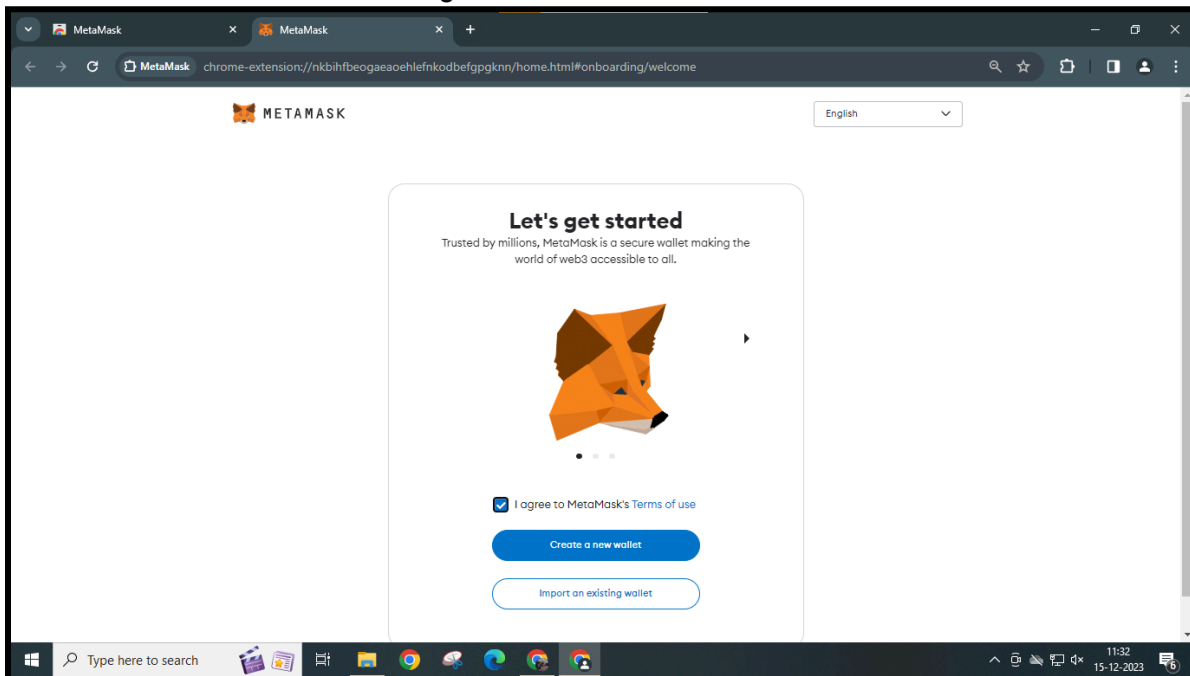 MetaMask
MetaMask
MetaMask
chrome-extension://nkbihfbeogaeaoehlefnkodbefgpgknn/home.html#onboarding/welcome
METAMASK
English
Let's get started
Trusted by millions, MetaMask is a secure wallet making the
world of web3 accessible to all.
I agree to MetaMask's Terms of use
Create a new wallet
Import an existing wallet
Type here to search
11:32
15-12-2023
6